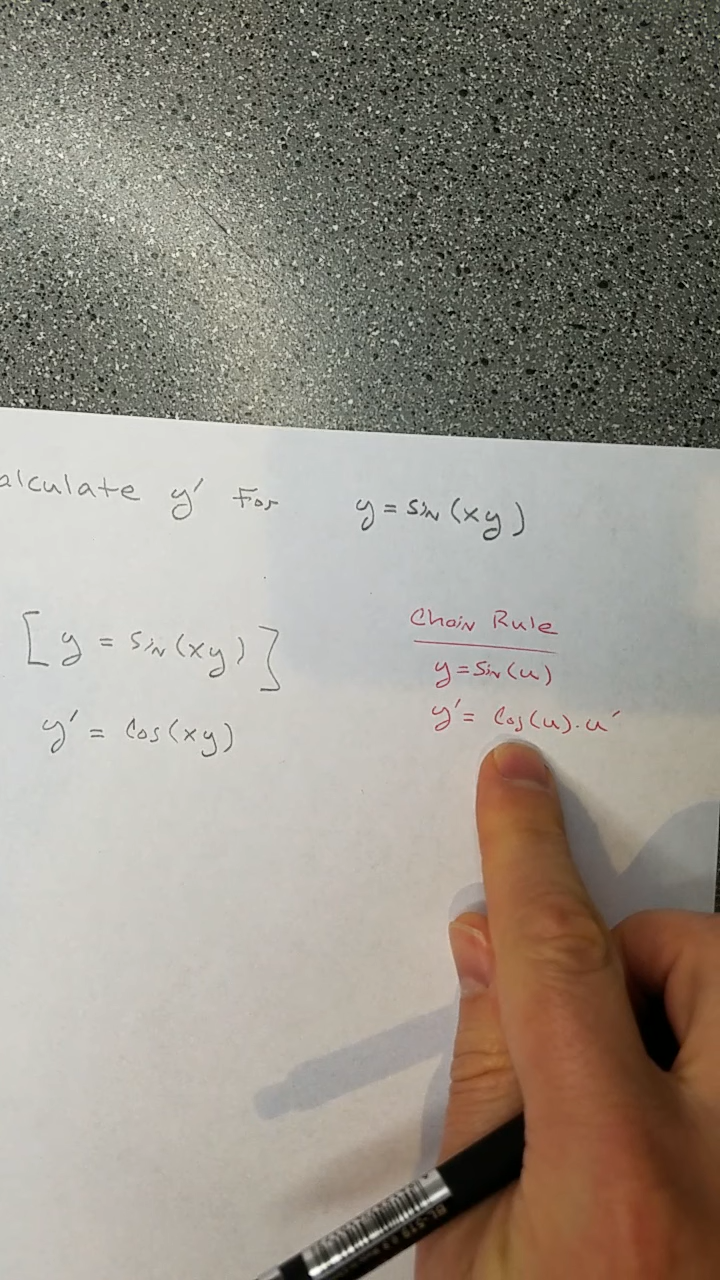 alculate y' For y = sin (xy)
[y = sin (xy)]
y' = cos (xy)
Chain Rule
y = sin (u)
y' = cos (u) . u'